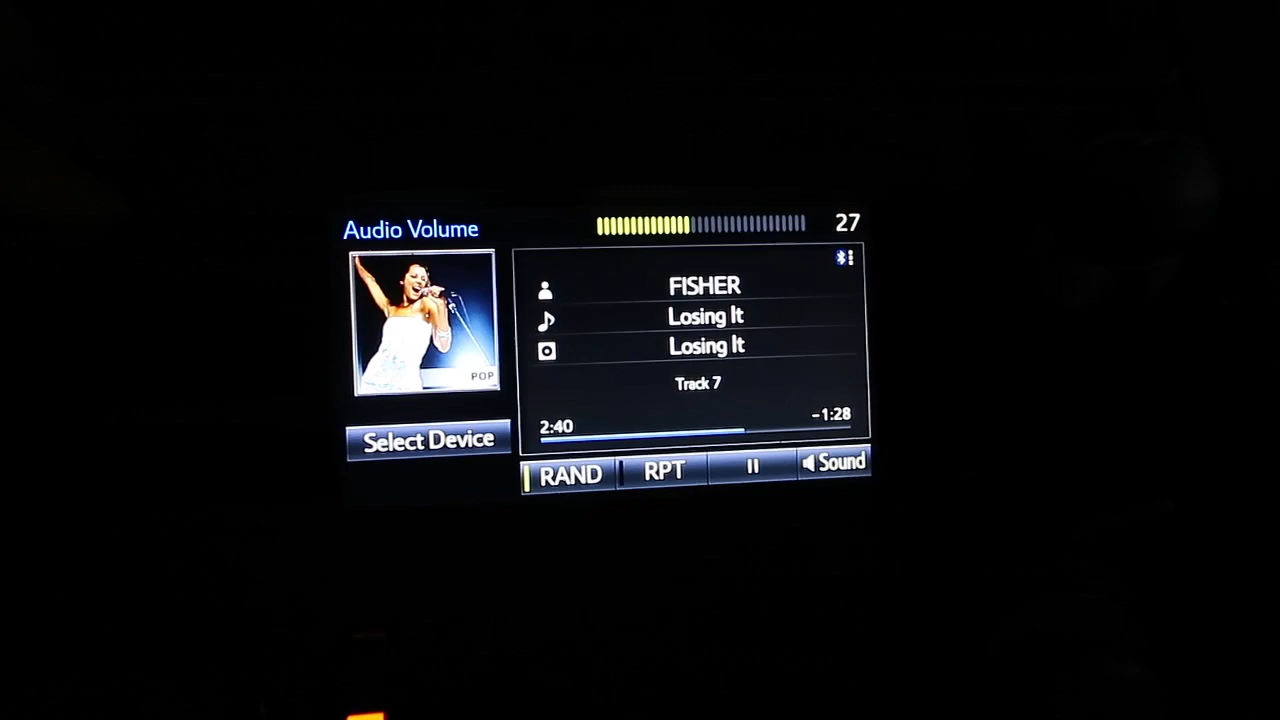 Audio Volume 27
FISHER
Losing It
Losing It
Track 7
POP
2:40 -1:28
Select Device
RAND RPT Sound